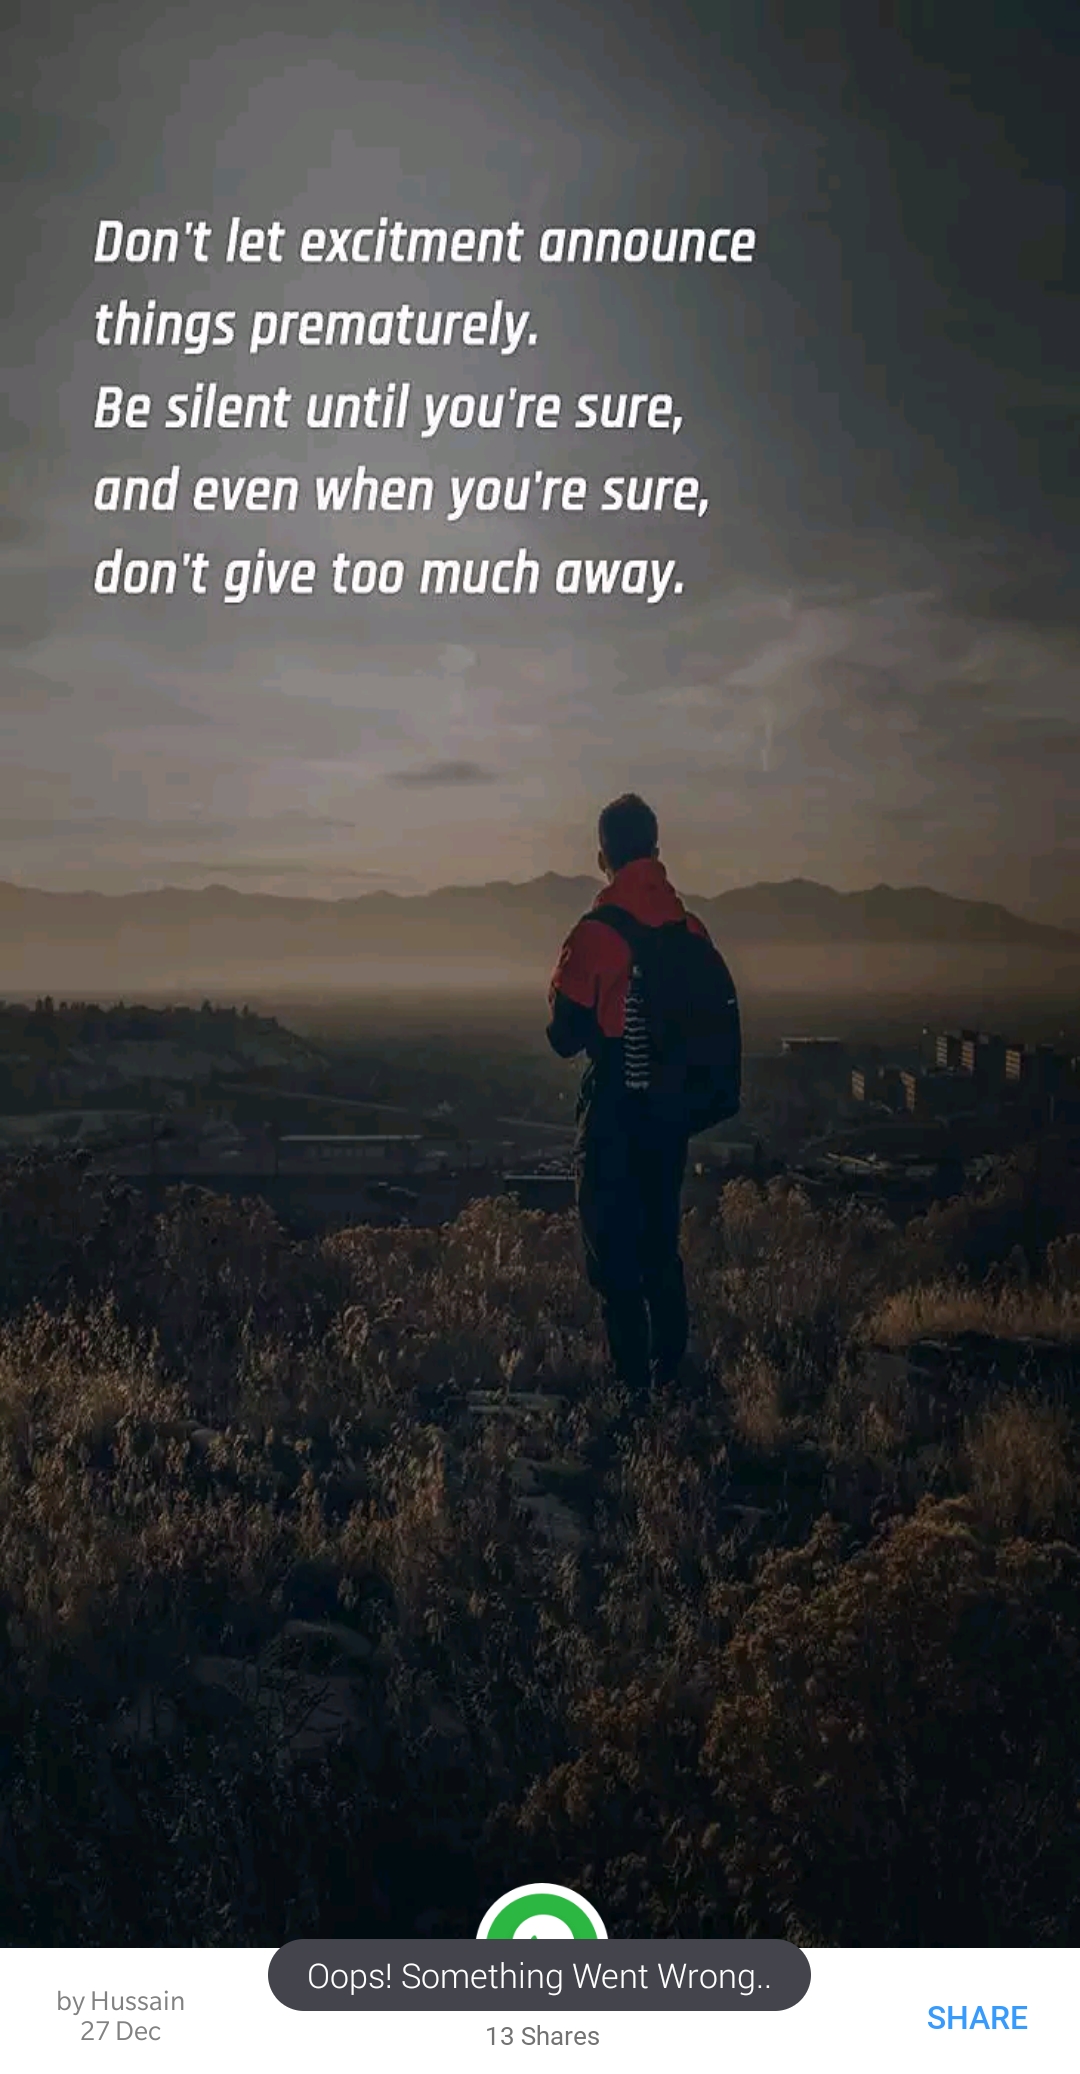 Don't let excitment announce
things prematurely.
Be silent until you're sure,
and even when you're sure,
don't give too much away.
Oops! Something Went Wrong..
by Hussain
27 Dec
13 Shares
SHARE